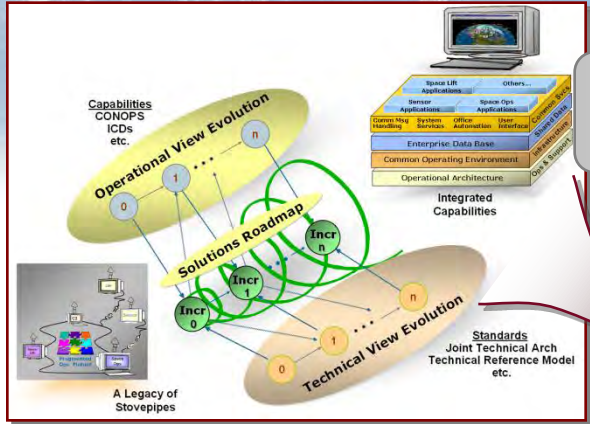 Capabilities
CONOPS
ICDs
etc.
Operational View Evolution
0
1
n
Solutions Roadmap
Incr
0
Incr
1
Incr
n
Technical View Evolution
0
1
n
Space Lift
Applications
Others...
Sensor
Applications
Space Ops
Applications
Comm Msg
Handling
System
Services
Office
Automation
User
Interface
Enterprise Data Base
Common Operating Environment
Operational Architecture
Common Svcs
Shared Data
Infrastructure
Ops & Support
Integrated
Capabilities
A Legacy of
Stovepipes
Standards
Joint Technical Arch
Technical Reference Model
etc.